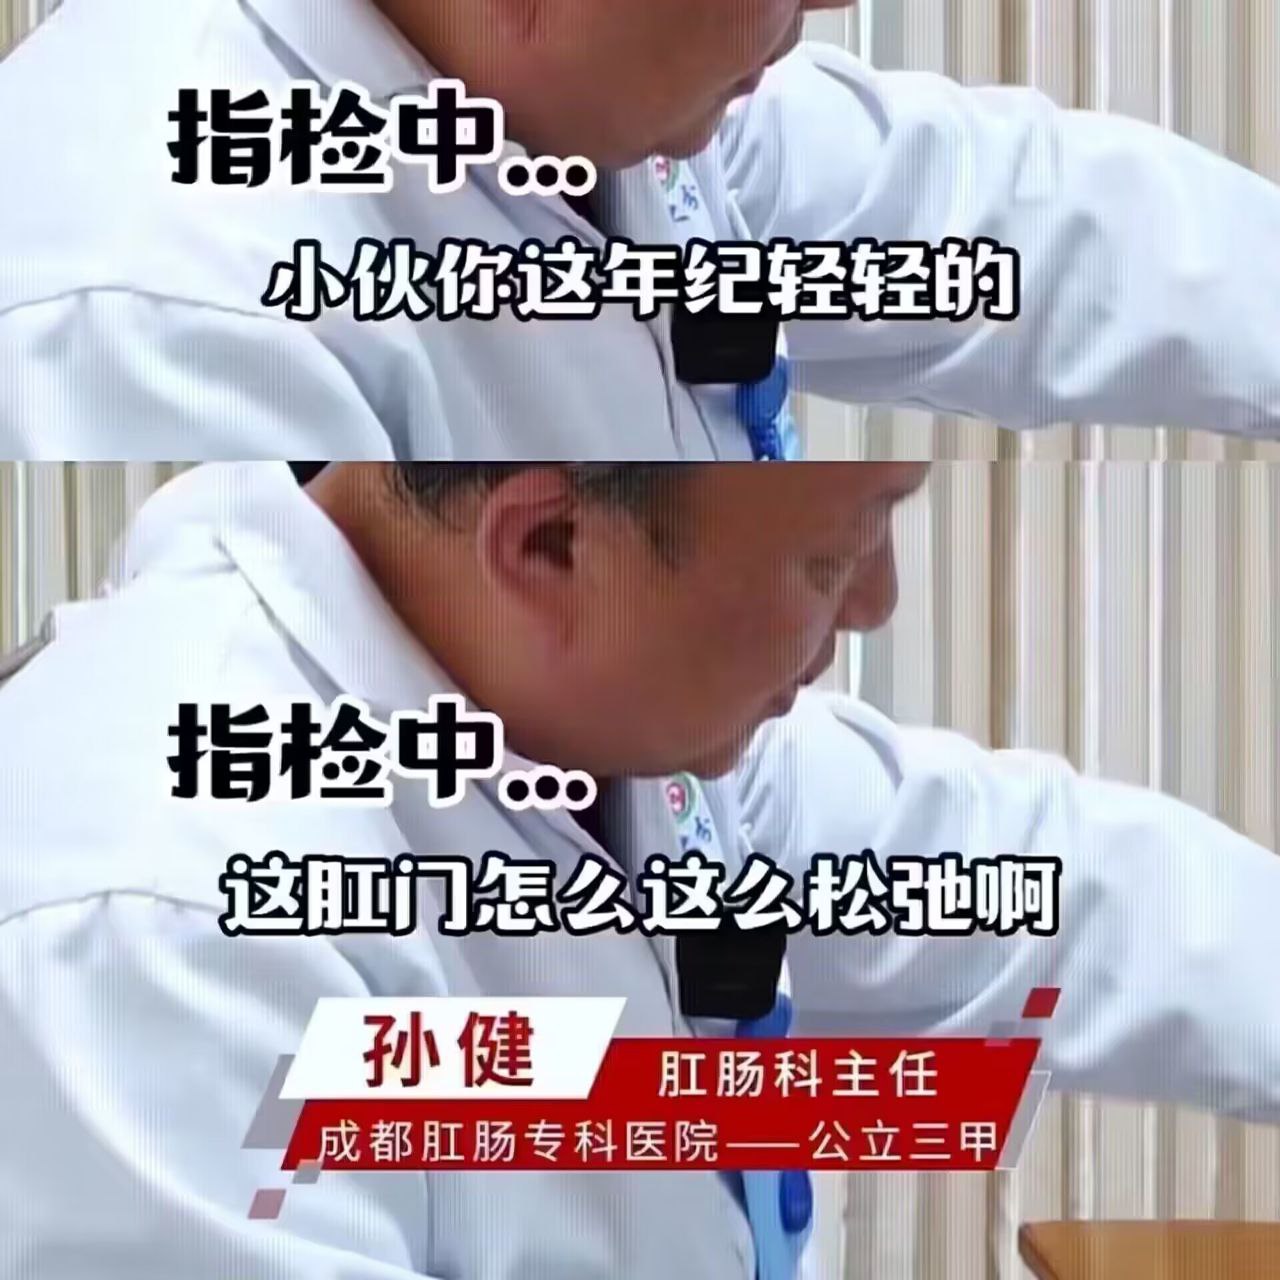 指检中...
小伙你这年纪轻轻的
指检中...
这肛门怎么这么松弛啊
孙健
肛肠科主任
成都肛肠专科医院——公立三甲